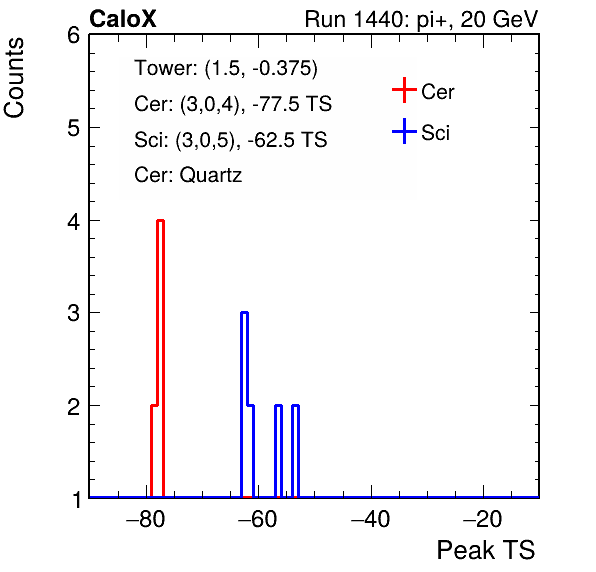 CaloX Run 1440: pi+, 20 GeV
Counts
Tower: (1.5, -0.375)
Cer: (3,0,4), -77.5 TS
Sci: (3,0,5), -62.5 TS
Cer: Quartz
Cer
Sci
6
5
4
3
2
1
−80 −60 −40 −20
Peak TS